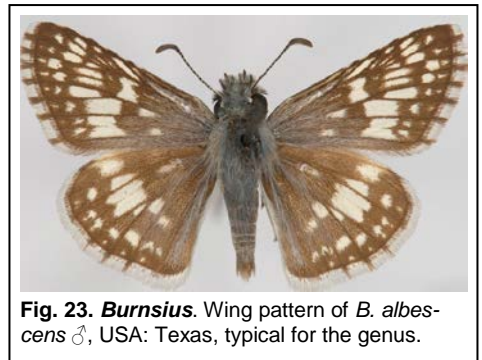 Fig. 23. Burnsius. Wing pattern of B. albes-
cens ♂, USA: Texas, typical for the genus.